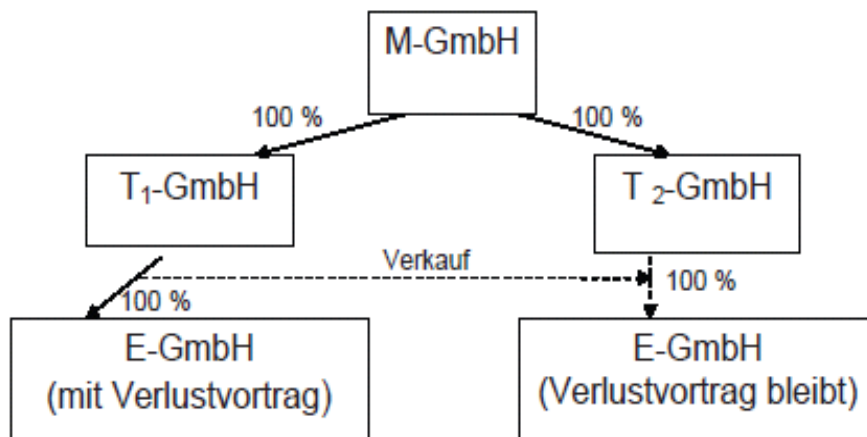 M-GmbH
100 %
100 %
T₁-GmbH
T ₂-GmbH
Verkauf
100 %
100 %
E-GmbH
(mit Verlustvortrag)
E-GmbH
(Verlustvortrag bleibt)